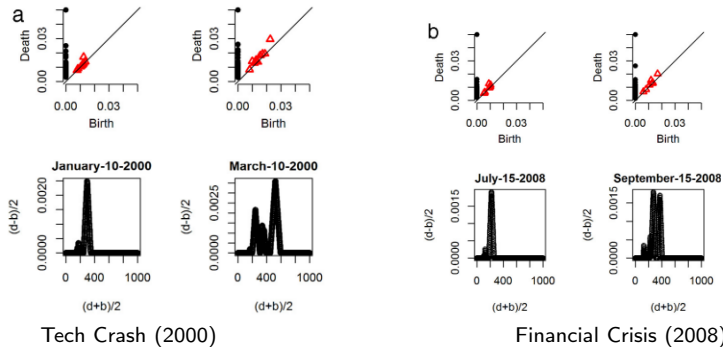 a
Death
0.00 0.03
0.00 0.03
Birth
Death
0.00 0.03
0.00 0.03
Birth
January-10-2000
(d-b)/2
0.0000 0.0020
0 400 1000
(d+b)/2
March-10-2000
(d-b)/2
0.0000 0.0025
0 400 1000
(d+b)/2
Tech Crash (2000)
b
Death
0.00 0.03
0.00 0.03
Birth
Death
0.00 0.03
0.00 0.03
Birth
July-15-2008
(d-b)/2
0.0000 0.0015
0 400 1000
(d+b)/2
September-15-2008
(d-b)/2
0.0000 0.0015
0 400 1000
(d+b)/2
Financial Crisis (2008)